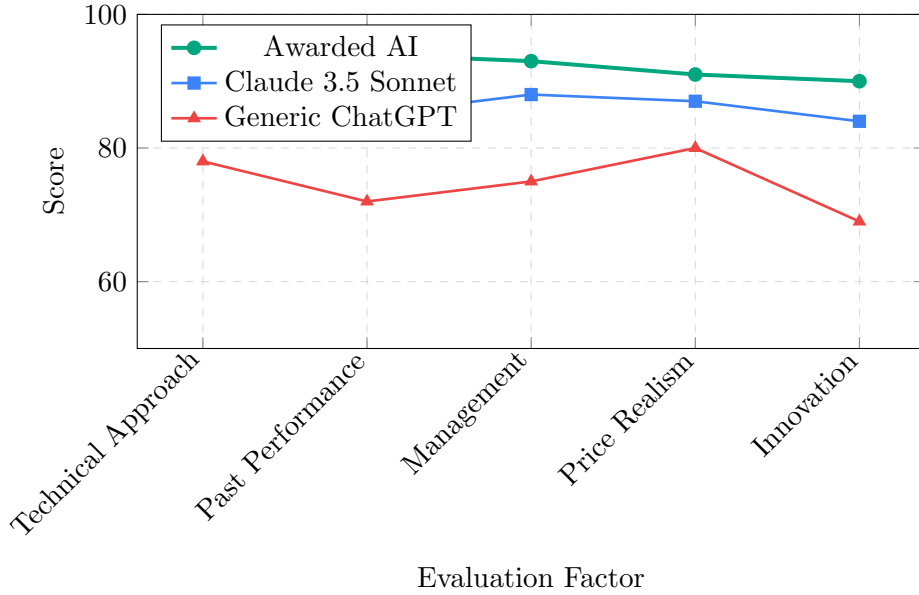 100
80
60
Score
Awarded AI
Claude 3.5 Sonnet
Generic ChatGPT
Technical Approach
Past Performance
Management
Price Realism
Innovation
Evaluation Factor